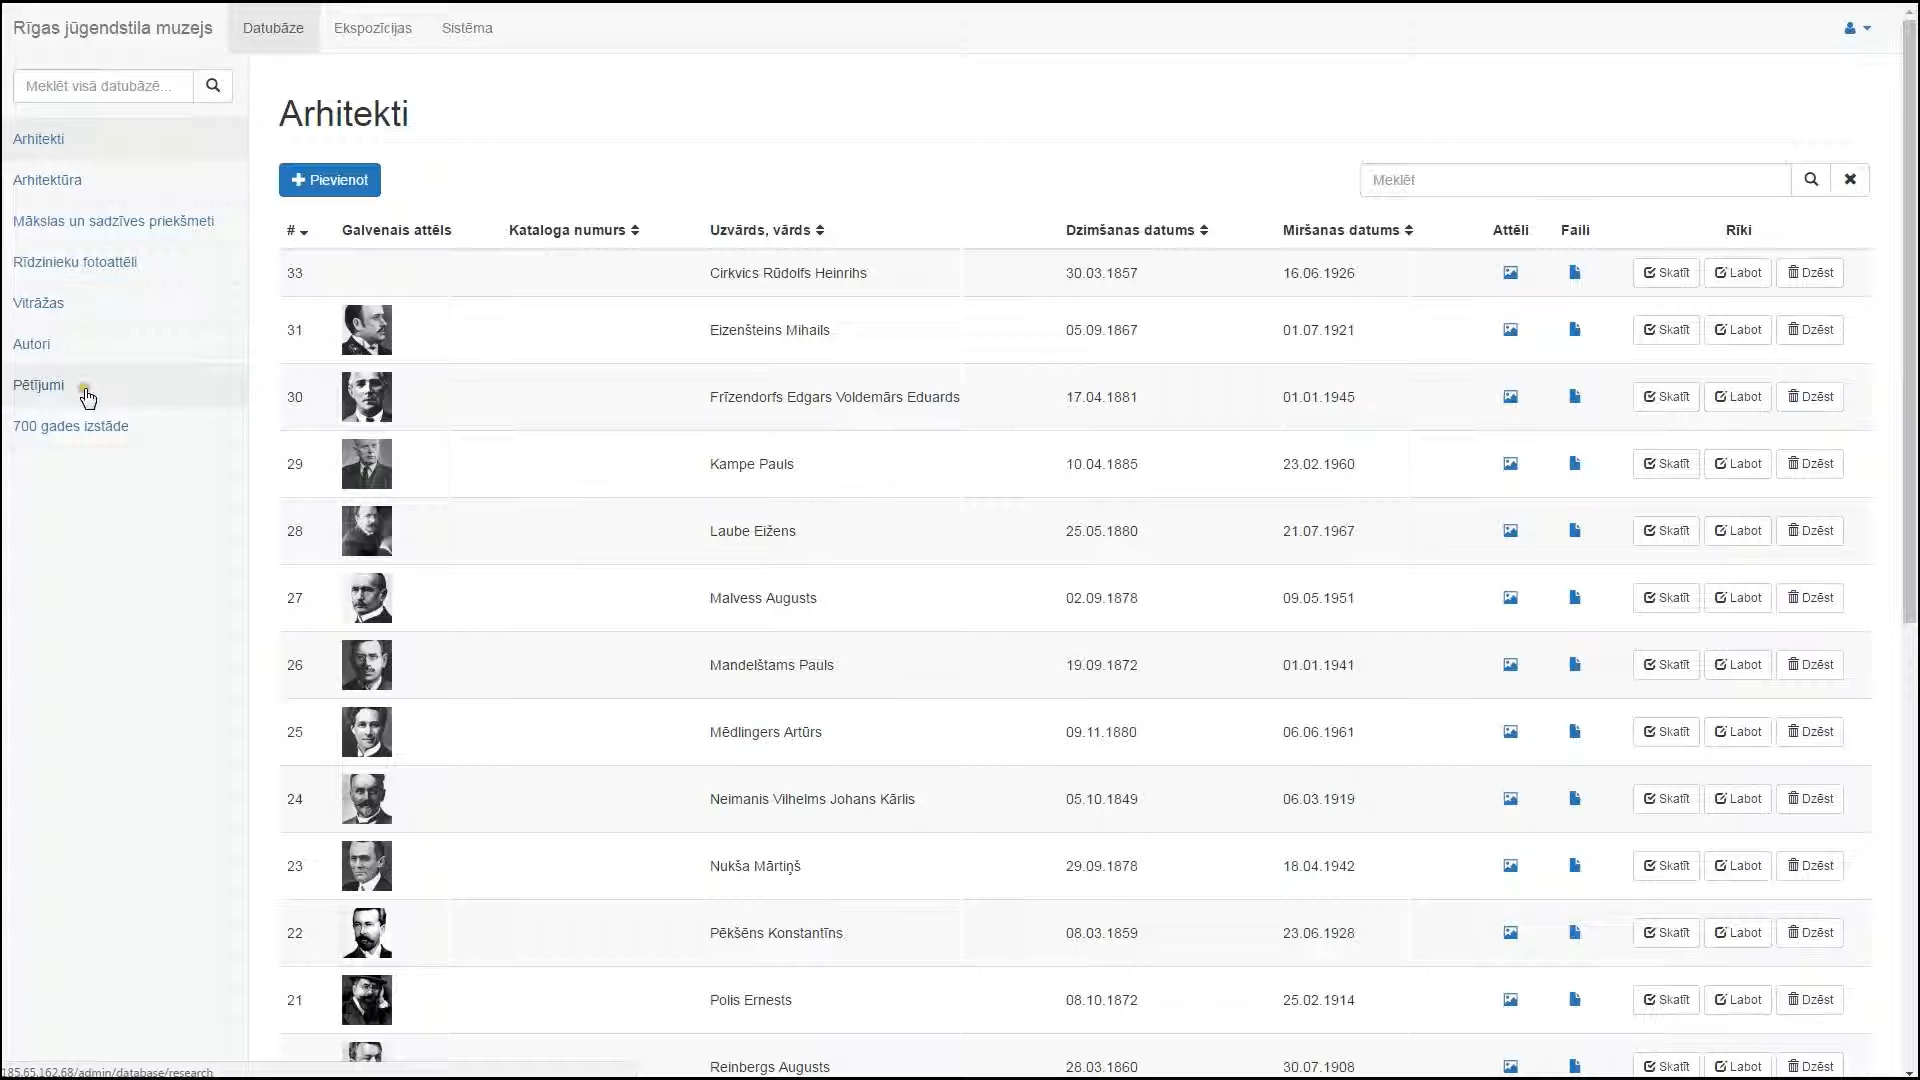 Rīgas jūgendstila muzejs Datubāze Ekspozīcijas Sistēma
Meklēt visā datubāzē...
Arhitekti
Arhitektūra
Mākslas un sadzīves priekšmeti
Rīdzinieku fotoattēli
Vitrāžas
Autori
Pētījumi
700 gades izstāde
Arhitekti
Pievienot
Meklēt
# Galvenais attēls Kataloga numurs Uzvārds, vārds Dzimšanas datums Miršanas datums Attēli Faili Rīki
33 Cirkvics Rūdolfs Heinrihs 30.03.1857 16.06.1926 Skatīt Labot Dzēst
31 Eizenšteins Mihails 05.09.1867 01.07.1921 Skatīt Labot Dzēst
30 Frīzendorfs Edgars Voldemārs Eduards 17.04.1881 01.01.1945 Skatīt Labot Dzēst
29 Kampe Pauls 10.04.1885 23.02.1960 Skatīt Labot Dzēst
28 Laube Eižens 25.05.1880 21.07.1967 Skatīt Labot Dzēst
27 Malvess Augusts 02.09.1878 09.05.1951 Skatīt Labot Dzēst
26 Mandelštams Pauls 19.09.1872 01.01.1941 Skatīt Labot Dzēst
25 Mēdlingers Artūrs 09.11.1880 06.06.1961 Skatīt Labot Dzēst
24 Neimanis Vilhelms Johans Kārlis 05.10.1849 06.03.1919 Skatīt Labot Dzēst
23 Nukša Mārtiņš 29.09.1878 18.04.1942 Skatīt Labot Dzēst
22 Pēkšēns Konstantīns 08.03.1859 23.06.1928 Skatīt Labot Dzēst
21 Polis Ernests 08.10.1872 25.02.1914 Skatīt Labot Dzēst
Reinbergs Augusts 28.03.1860 30.07.1908 Skatīt Labot Dzēst
185.65.162.68/admin/database/research